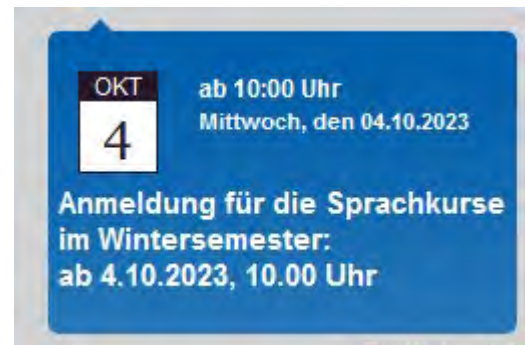 OKT
4
ab 10:00 Uhr
Mittwoch, den 04.10.2023
Anmeldung für die Sprachkurse
im Wintersemester:
ab 4.10.2023, 10.00 Uhr